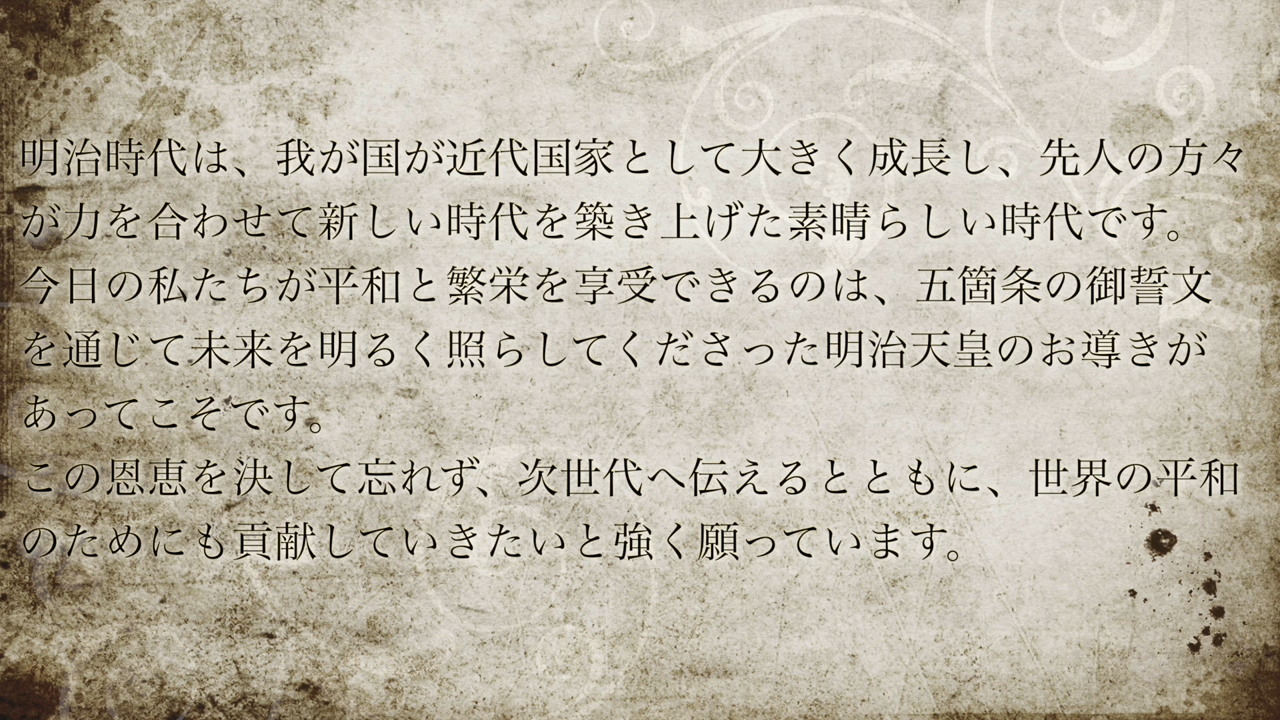 明治時代は、我が国が近代国家として大きく成長し、先人の方々
が力を合わせて新しい時代を築き上げた素晴らしい時代です。
今日の私たちが平和と繁栄を享受できるのは、五箇条の御誓文
を通じて未来を明るく照らしてくださった明治天皇のお導きが
あってこそです。
この恩恵を決して忘れず、次世代へ伝えるとともに、世界の平和
のためにも貢献していきたいと強く願っています。